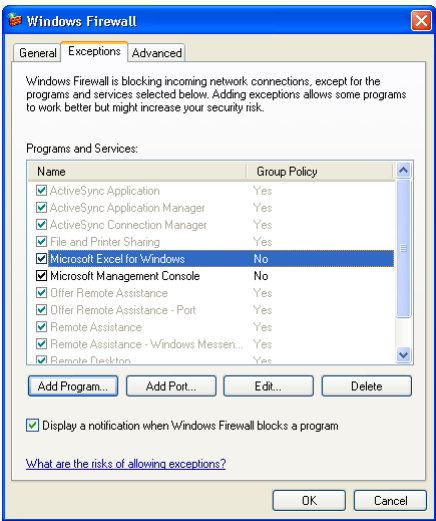 Windows Firewall
General Exceptions Advanced
Windows Firewall is blocking incoming network connections, except for the
programs and services selected below. Adding exceptions allows some programs
to work better but might increase your security risk.
Programs and Services:
Name Group Policy
ActiveSync Application Yes
ActiveSync Application Manager Yes
ActiveSync Connection Manager Yes
File and Printer Sharing Yes
Microsoft Excel for Windows No
Microsoft Management Console No
Offer Remote Assistance Yes
Offer Remote Assistance - Port Yes
Remote Assistance Yes
Remote Assistance - Windows Messen... Yes
Remote Desktop Yes
Add Program... Add Port... Edit... Delete
Display a notification when Windows Firewall blocks a program
What are the risks of allowing exceptions?
OK Cancel